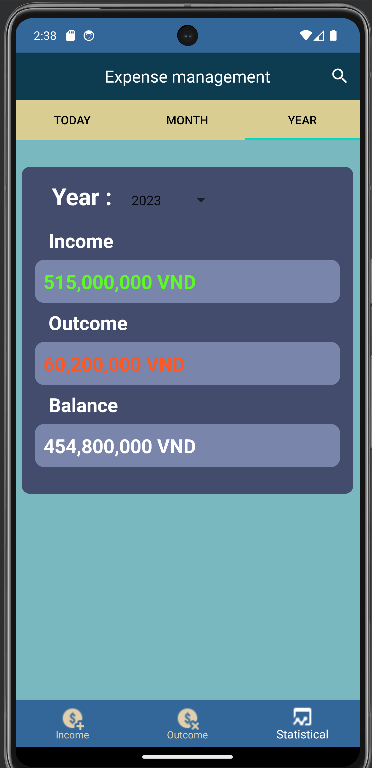 2:38
Expense management
TODAY MONTH YEAR
Year : 2023
Income
515,000,000 VND
Outcome
60,200,000 VND
Balance
454,800,000 VND
Income Outcome Statistical